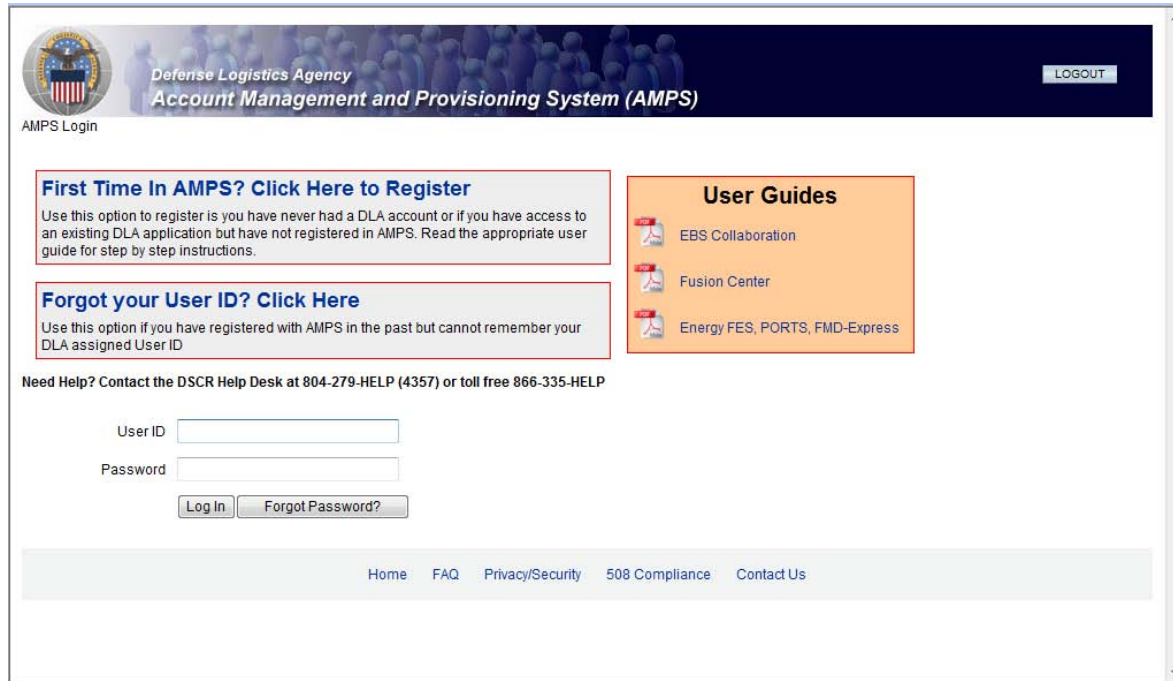 Defense Logistics Agency
Account Management and Provisioning System (AMPS)
LOGOUT
AMPS Login
First Time In AMPS? Click Here to Register
Use this option to register is you have never had a DLA account or if you have access to
an existing DLA application but have not registered in AMPS. Read the appropriate user
guide for step by step instructions.
Forgot your User ID? Click Here
Use this option if you have registered with AMPS in the past but cannot remember your
DLA assigned User ID
User Guides
EBS Collaboration
Fusion Center
Energy FES, PORTS, FMD-Express
Need Help? Contact the DSCR Help Desk at 804-279-HELP (4357) or toll free 866-335-HELP
User ID
Password
Log In Forgot Password?
Home FAQ Privacy/Security 508 Compliance Contact Us